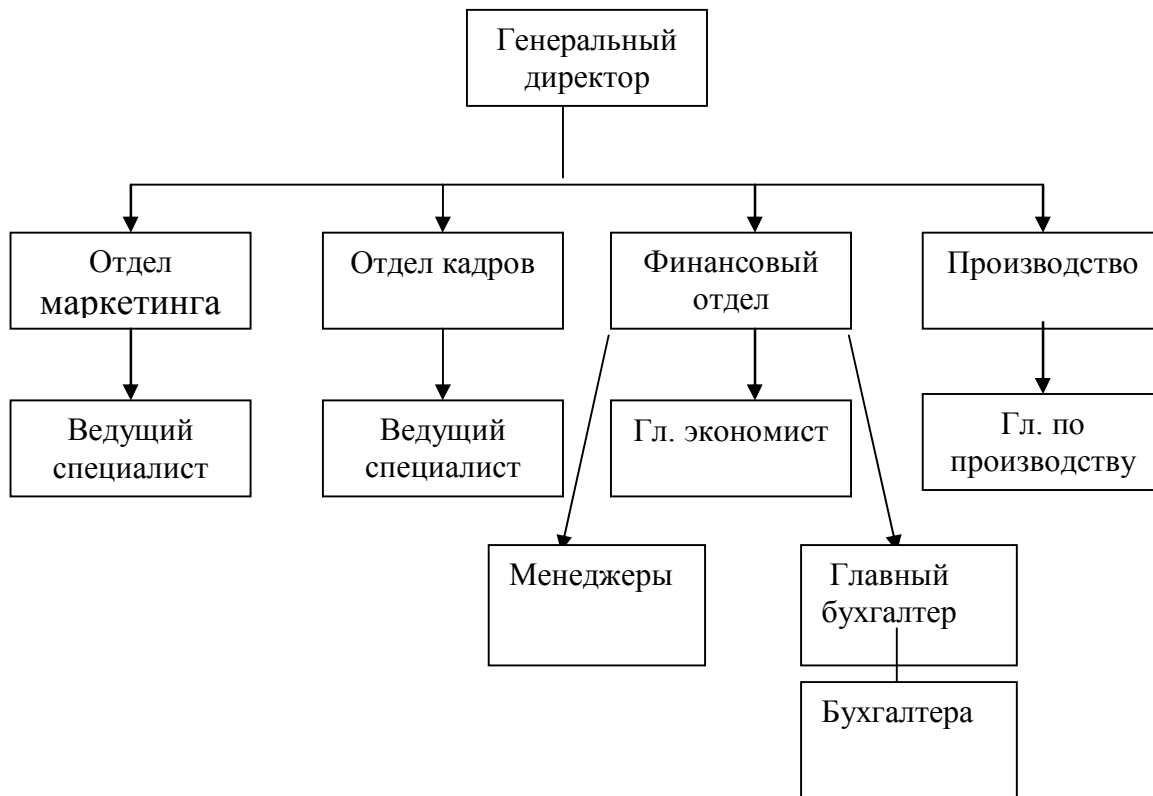 Генеральный
директор
Отдел
маркетинга
Отдел кадров
Финансовый
отдел
Производство
Ведущий
специалист
Ведущий
специалист
Гл. экономист
Гл. по
производству
Менеджеры
Главный
бухгалтер
Бухгалтера